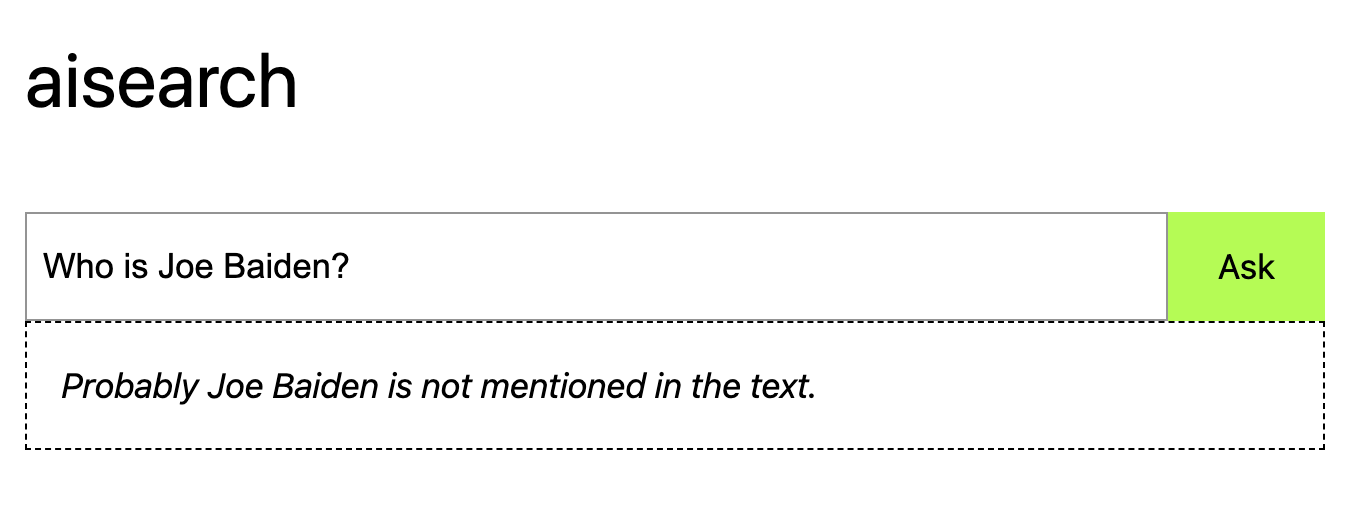 aisearch
Who is Joe Baiden?
Ask
Probably Joe Baiden is not mentioned in the text.